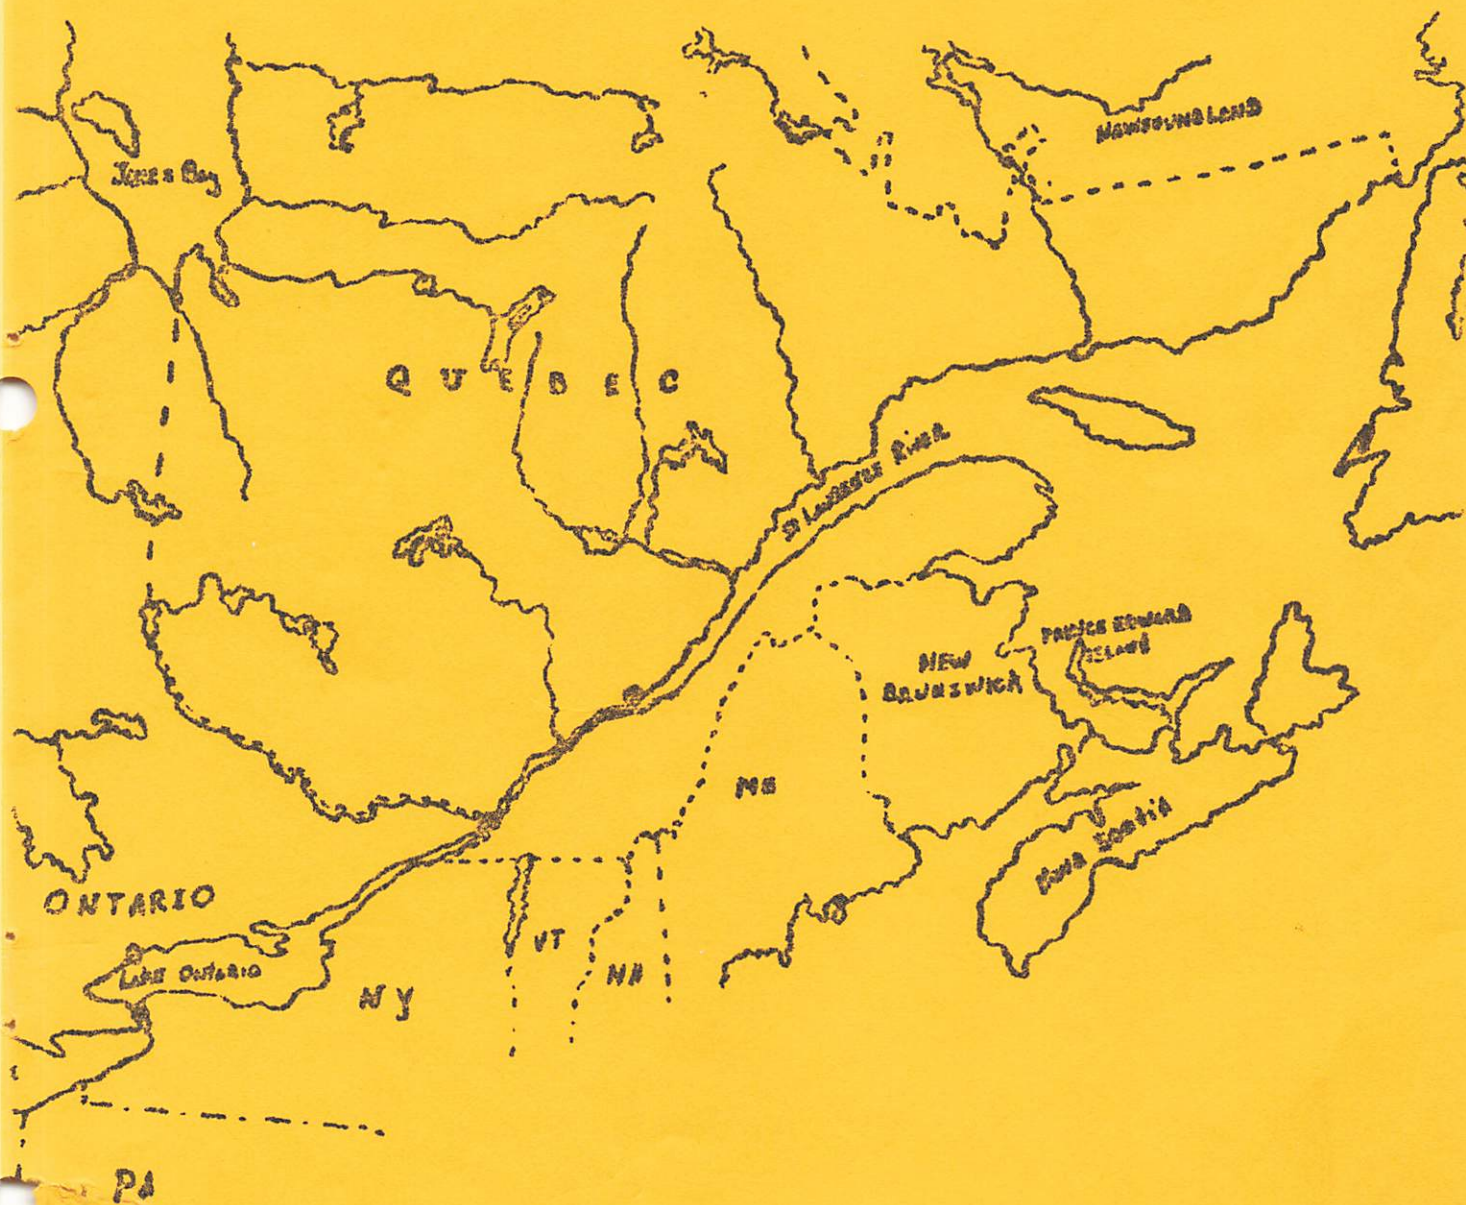 NEWFOUNDLAND
James Bay
QUEBEC
St Lawrence River
PRINCE EDWARD
ISLAND
NEW
BRUNSWICK
ME
Nova Scotia
ONTARIO
VT
LAKE ONTARIO
NH
NY
PA